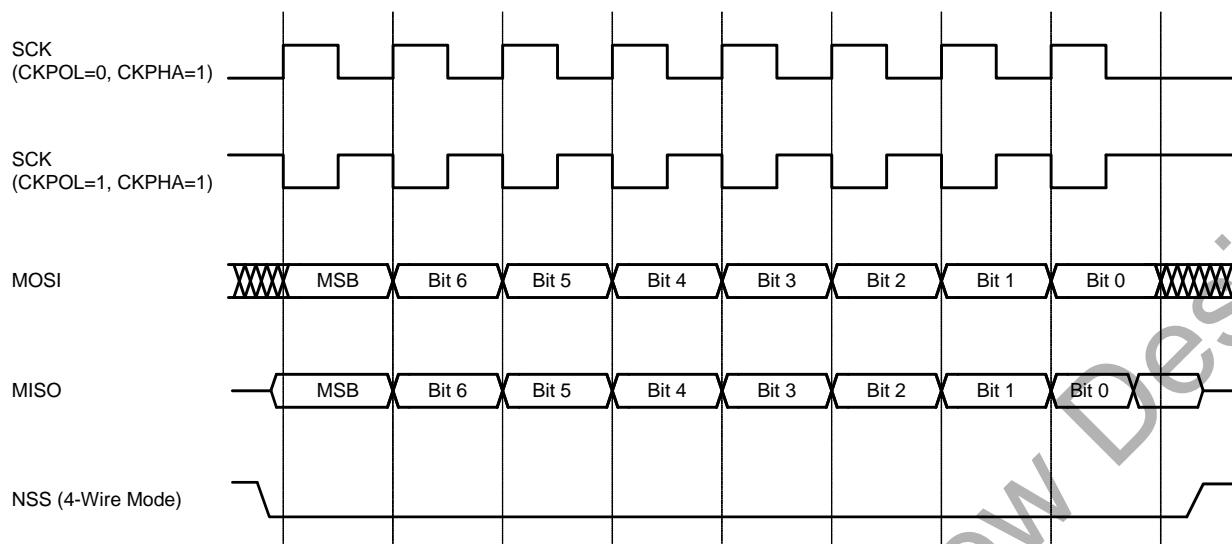 SCK
(CKPOL=0, CKPHA=1)
SCK
(CKPOL=1, CKPHA=1)
MOSI
MSB
Bit 6
Bit 5
Bit 4
Bit 3
Bit 2
Bit 1
Bit 0
MISO
MSB
Bit 6
Bit 5
Bit 4
Bit 3
Bit 2
Bit 1
Bit 0
NSS (4-Wire Mode)
ew Desi